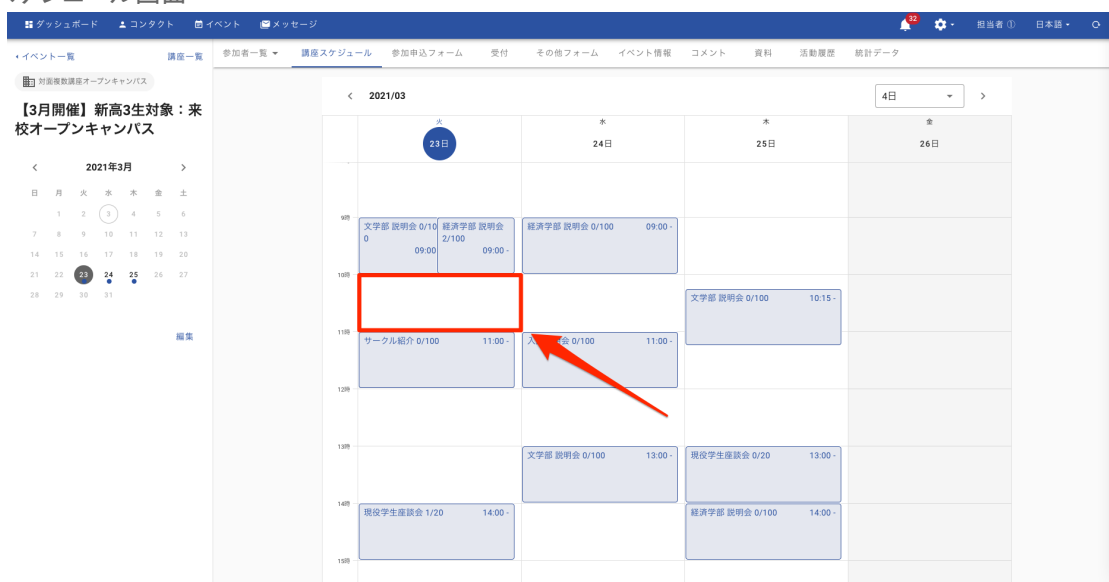 ダッシュボード コンタクト イベント メッセージ 32 担当者① 日本語
イベント一覧 講座一覧
参加者一覧 講座スケジュール 参加申込フォーム 受付 その他フォーム イベント情報 コメント 資料 活動履歴 統計データ
対面複数講座オープンキャンパス
【3月開催】新高3生対象：来
校オープンキャンパス
2021年3月
日 月 火 水 木 金 土
1 2 3 4 5 6
7 8 9 10 11 12 13
14 15 16 17 18 19 20
21 22 23 24 25 26 27
28 29 30 31
編集
2021/03 4日
火 水 木 金
23日 24日 25日 26日
9時
文学部 説明会 0/10
0
09:00
経済学部 説明会
2/100
09:00 -
経済学部 説明会 0/100 09:00 -
10時
文学部 説明会 0/100 10:15 -
11時
サークル紹介 0/100 11:00 -
会 0/100 11:00 -
12時
13時
文学部 説明会 0/100 13:00 -
現役学生座談会 0/20 13:00 -
14時
現役学生座談会 1/20 14:00 -
経済学部 説明会 0/100 14:00 -
15時